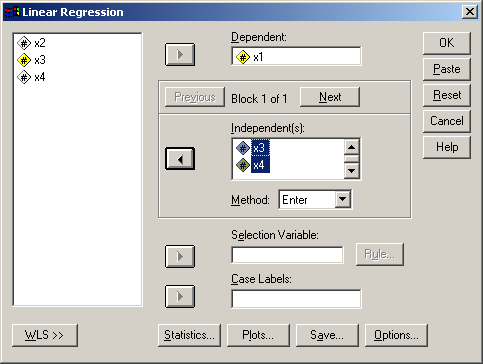 Linear Regression
x2
x3
x4
Dependent:
x1
Previous Block 1 of 1 Next
Independent(s):
x3
x4
Method: Enter
Selection Variable:
Rule...
Case Labels:
OK
Paste
Reset
Cancel
Help
WLS >> Statistics... Plots... Save... Options...